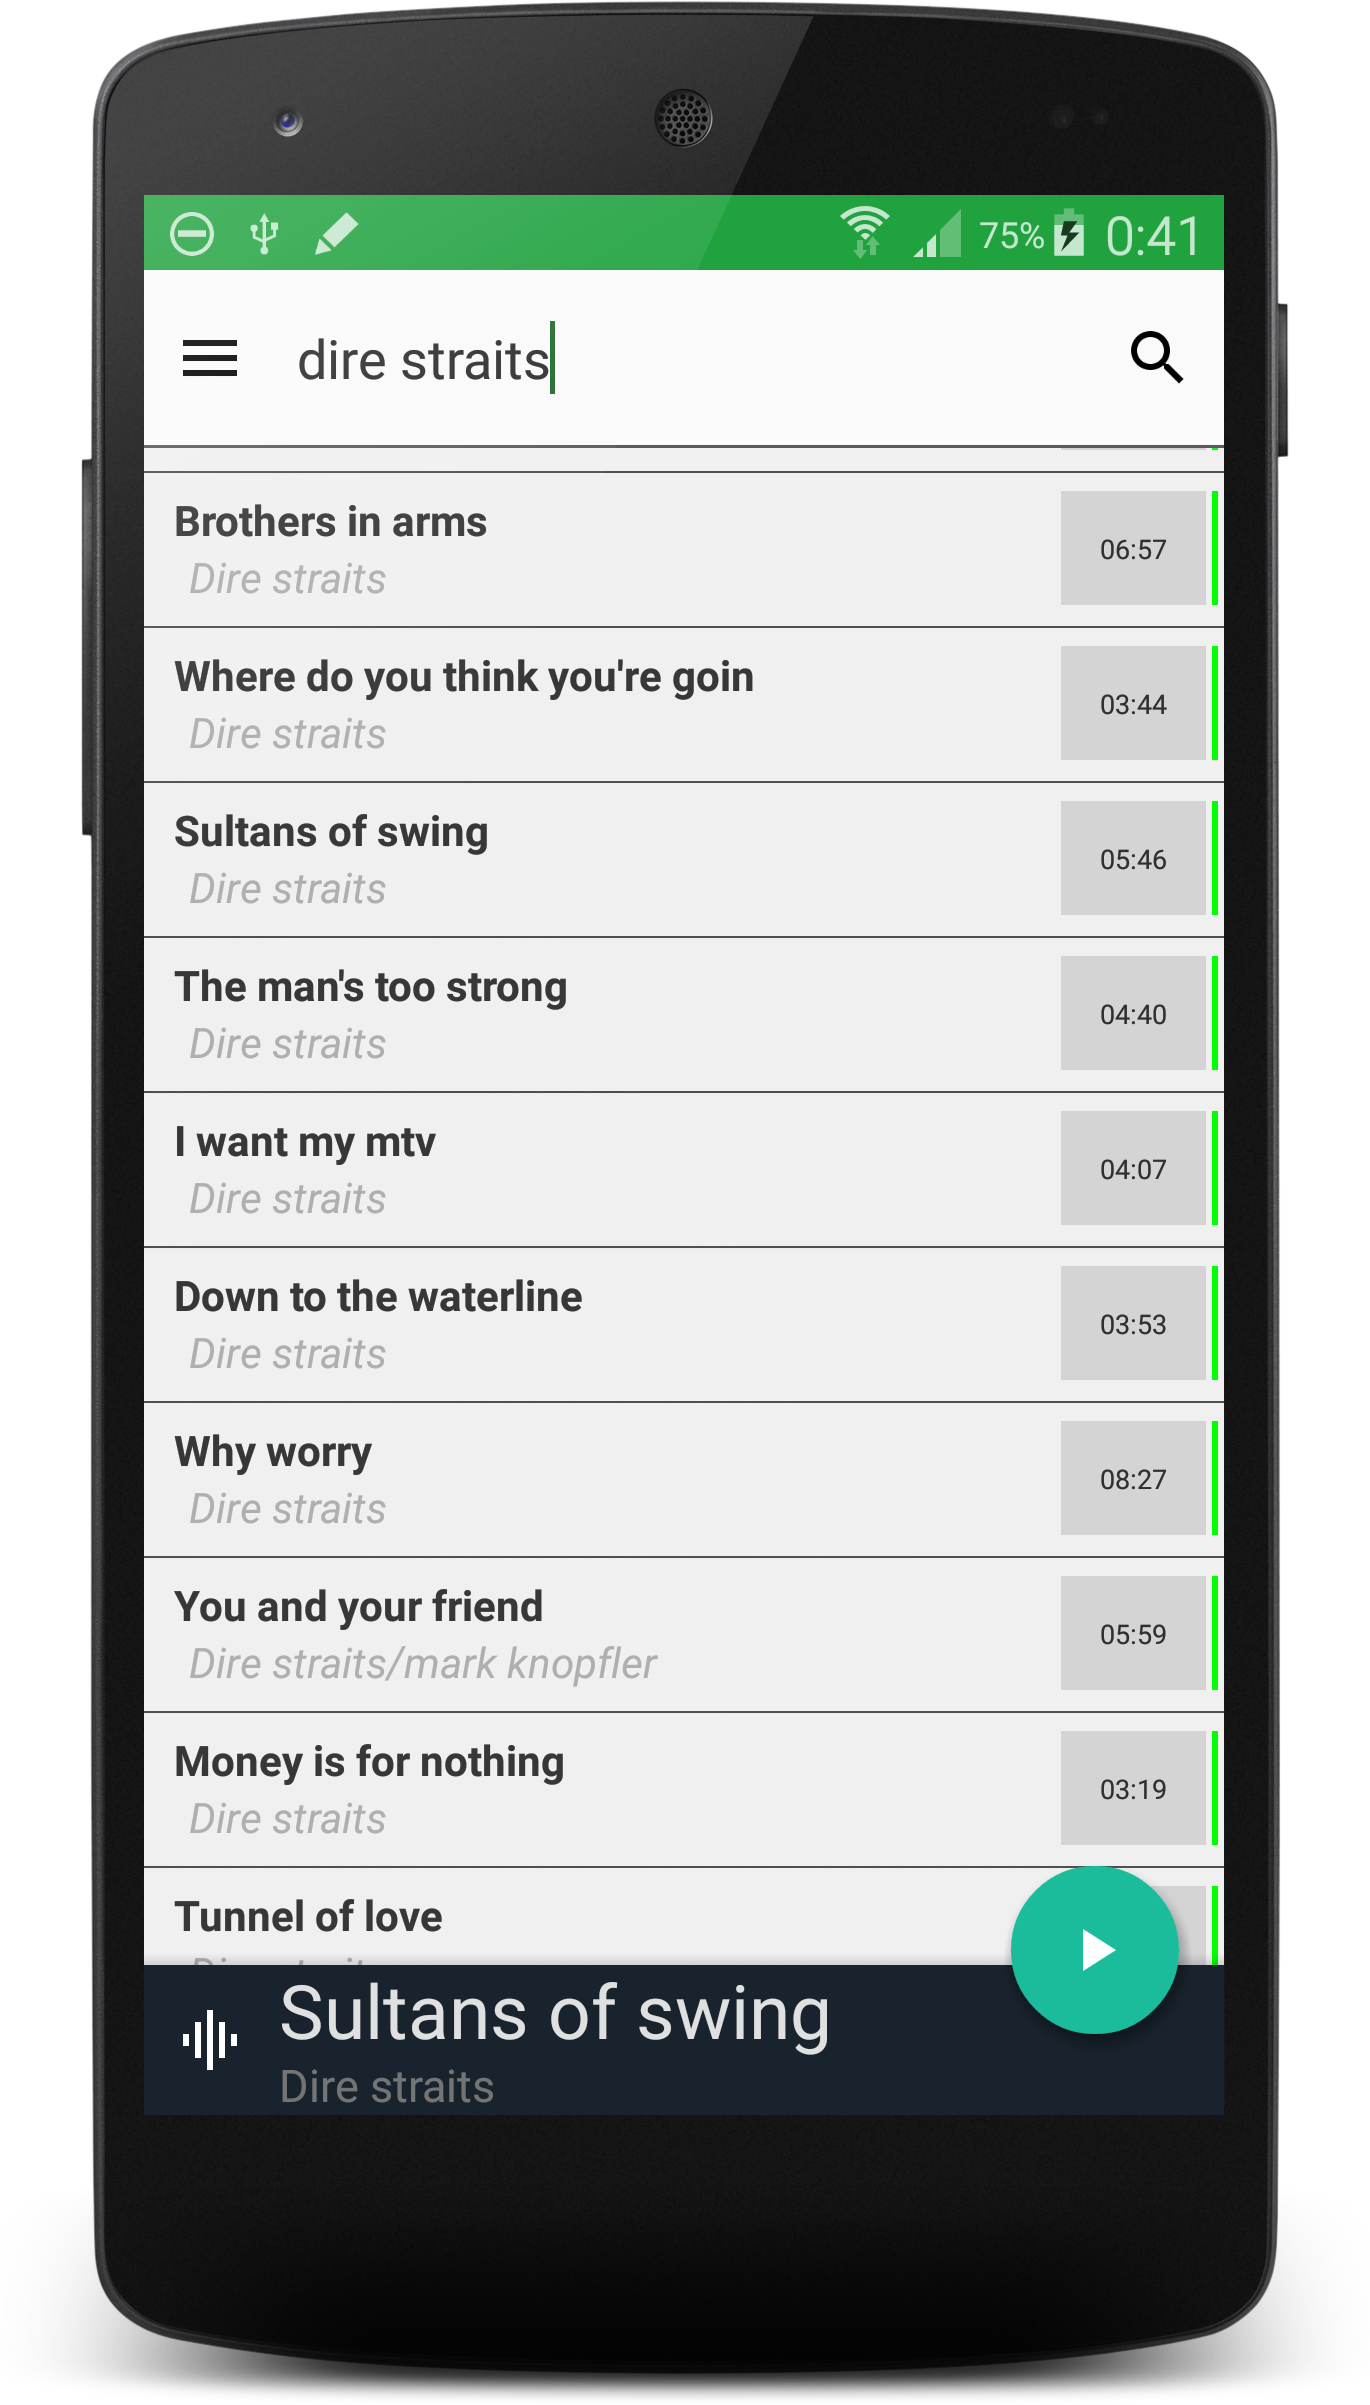 75% 0:41
dire straits
Brothers in arms
06:57
Dire straits
Where do you think you're goin
03:44
Dire straits
Sultans of swing
05:46
Dire straits
The man's too strong
04:40
Dire straits
I want my mtv
04:07
Dire straits
Down to the waterline
03:53
Dire straits
Why worry
08:27
Dire straits
You and your friend
05:59
Dire straits/mark knopfler
Money is for nothing
03:19
Dire straits
Tunnel of love
Sultans of swing
Dire straits